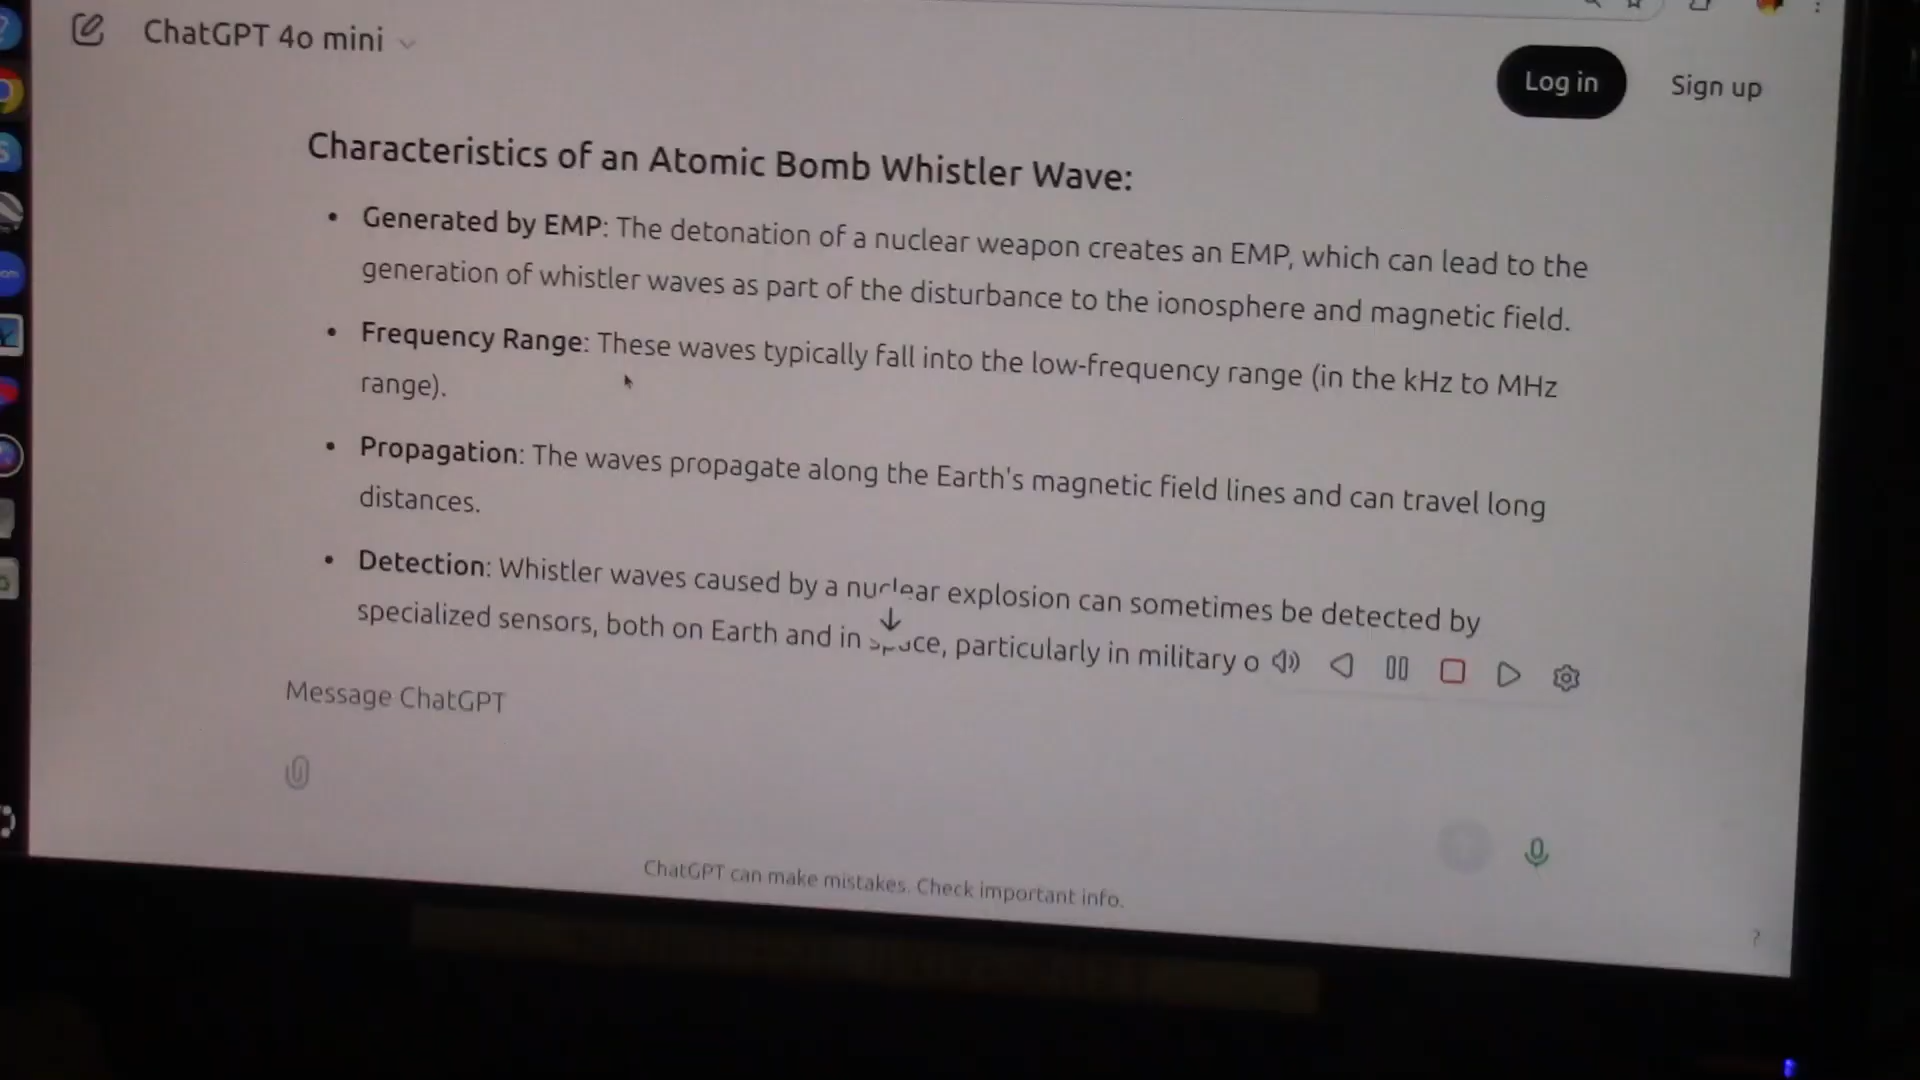 ChatGPT 4o mini
Log in
Sign up
Characteristics of an Atomic Bomb Whistler Wave:
Generated by EMP: The detonation of a nuclear weapon creates an EMP, which can lead to the
generation of whistler waves as part of the disturbance to the ionosphere and magnetic field.
Frequency Range: These waves typically fall into the low-frequency range (in the kHz to MHz
range).
Propagation: The waves propagate along the Earth's magnetic field lines and can travel long
distances.
Detection: Whistler waves caused by a nuclear explosion can sometimes be detected by
specialized sensors, both on Earth and in space, particularly in military o
Message ChatGPT
ChatGPT can make mistakes. Check important info.
?